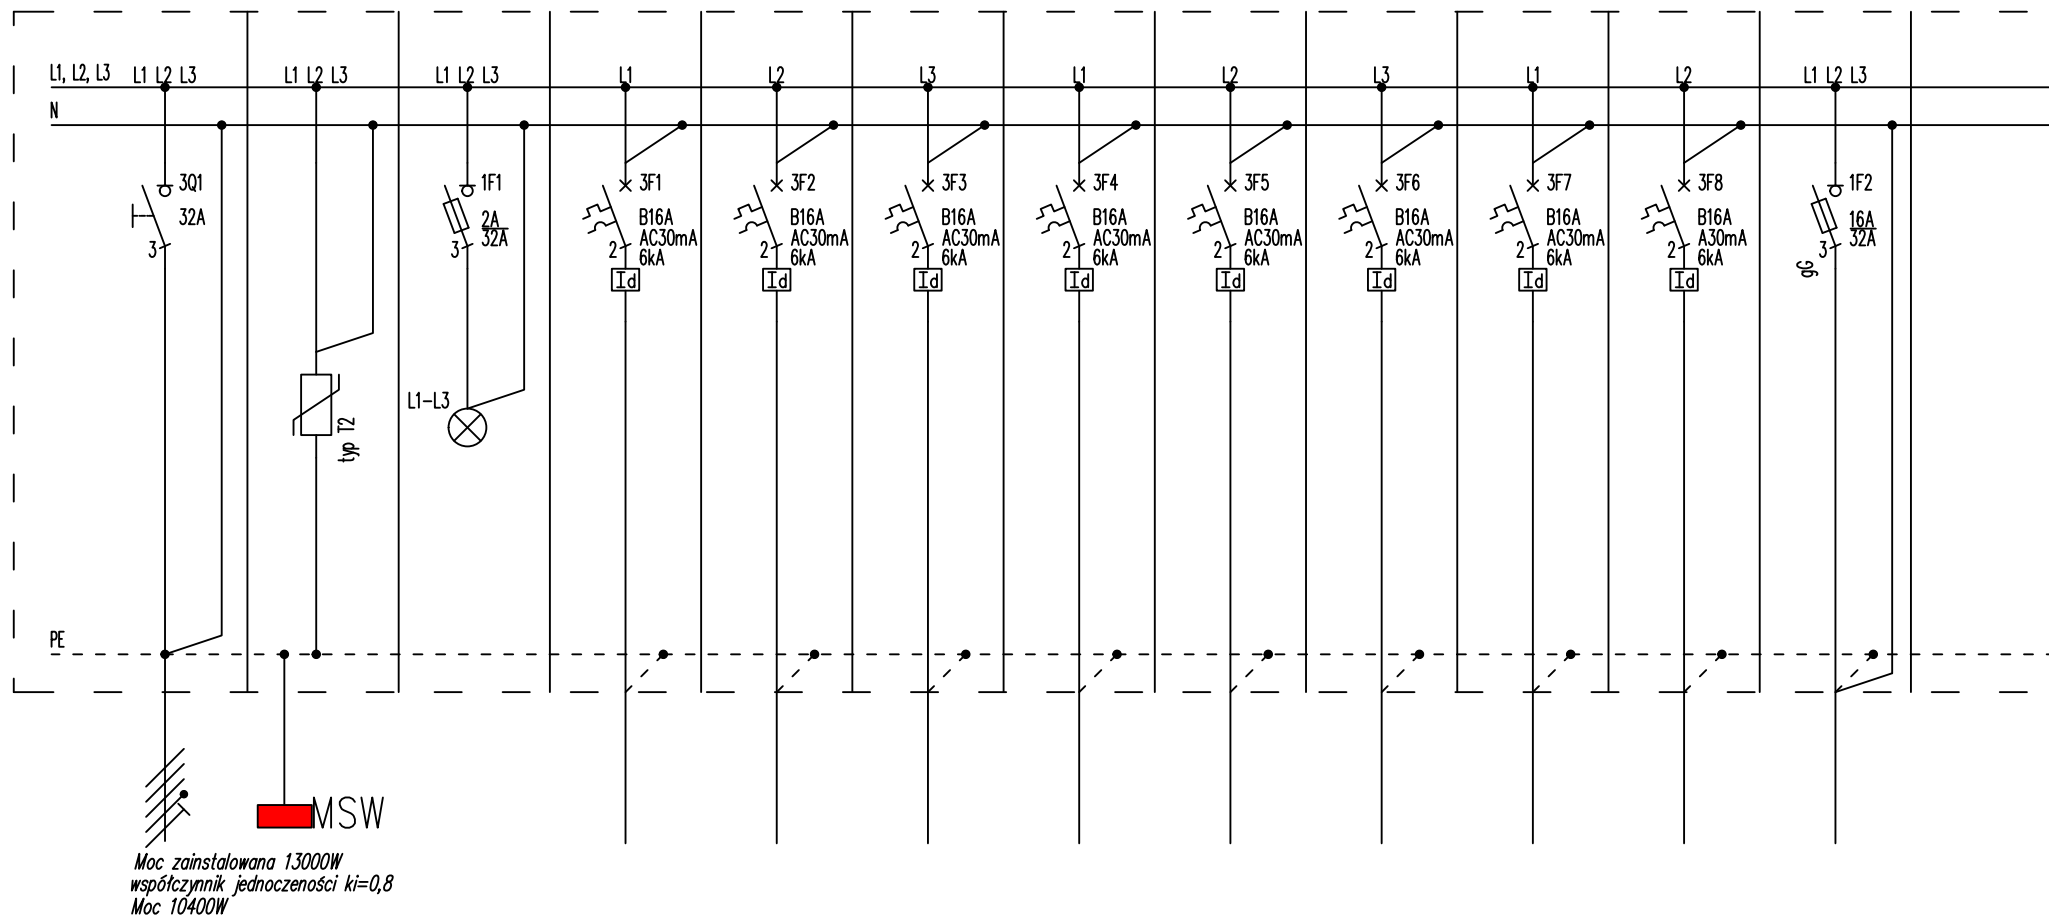 L1, L2, L3
L1 L2 L3
L1 L2 L3
L1 L2 L3
L1
L2
L3
L1
L2
L3
L1
L2
L1 L2 L3
N
3Q1
32A
3
typ T2
1F1
2A
32A
3
L1-L3
3F1
B16A
AC30mA
6kA
2
Id
3F2
B16A
AC30mA
6kA
2
Id
3F3
B16A
AC30mA
6kA
2
Id
3F4
B16A
AC30mA
6kA
2
Id
3F5
B16A
AC30mA
6kA
2
Id
3F6
B16A
AC30mA
6kA
2
Id
3F7
B16A
AC30mA
6kA
2
Id
3F8
B16A
A30mA
6kA
2
Id
1F2
16A
32A
3
gG
PE
MSW
Moc zainstalowana 13000W
współczynnik jednoczeności ki=0,8
Moc 10400W